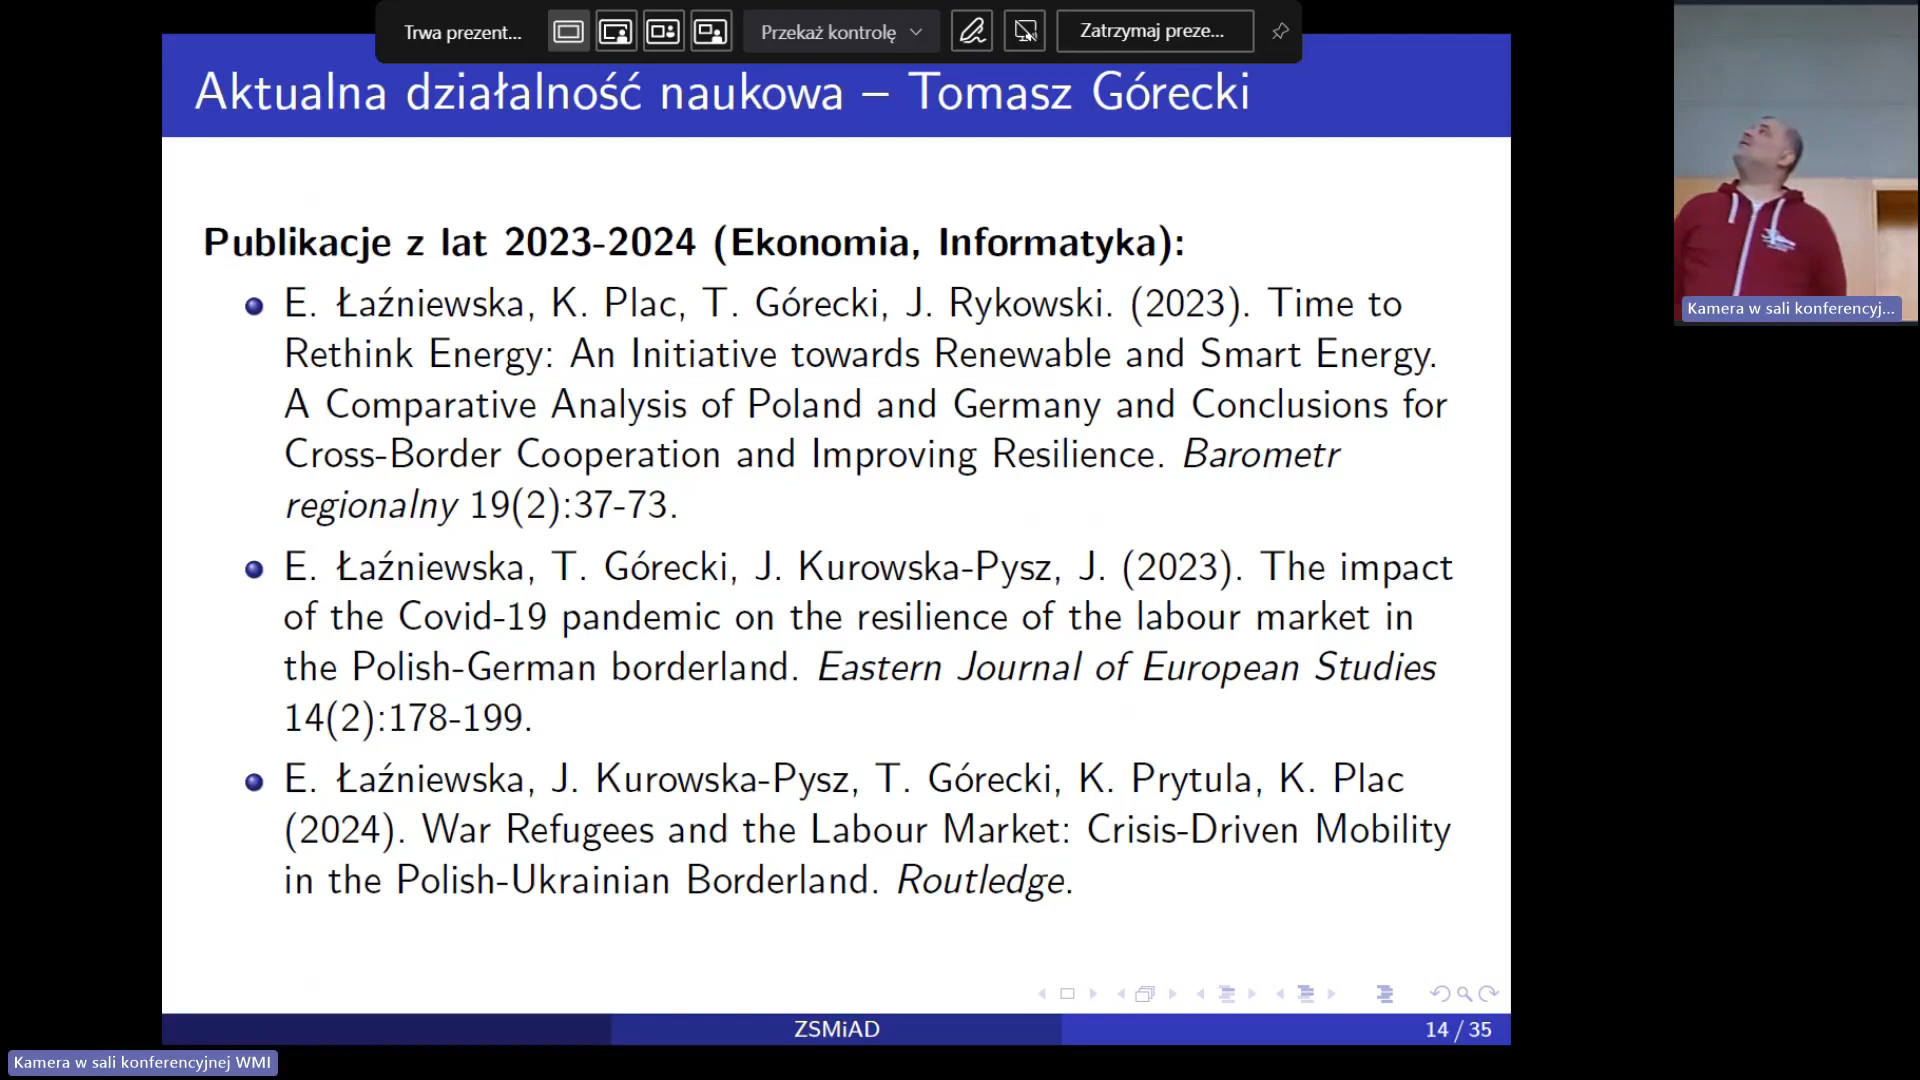 Trwa prezent...
Przekaż kontrolę
Zatrzymaj preze...
Aktualna działalność naukowa – Tomasz Górecki
Publikacje z lat 2023-2024 (Ekonomia, Informatyka):
E. Łaźniewska, K. Plac, T. Górecki, J. Rykowski. (2023). Time to
Rethink Energy: An Initiative towards Renewable and Smart Energy.
A Comparative Analysis of Poland and Germany and Conclusions for
Cross-Border Cooperation and Improving Resilience. Barometr
regionalny 19(2):37-73.
E. Łaźniewska, T. Górecki, J. Kurowska-Pysz, J. (2023). The impact
of the Covid-19 pandemic on the resilience of the labour market in
the Polish-German borderland. Eastern Journal of European Studies
14(2):178-199.
E. Łaźniewska, J. Kurowska-Pysz, T. Górecki, K. Prytula, K. Plac
(2024). War Refugees and the Labour Market: Crisis-Driven Mobility
in the Polish-Ukrainian Borderland. Routledge.
ZSMiAD
14 / 35
Kamera w sali konferencyj...
Kamera w sali konferencyjnej WMI